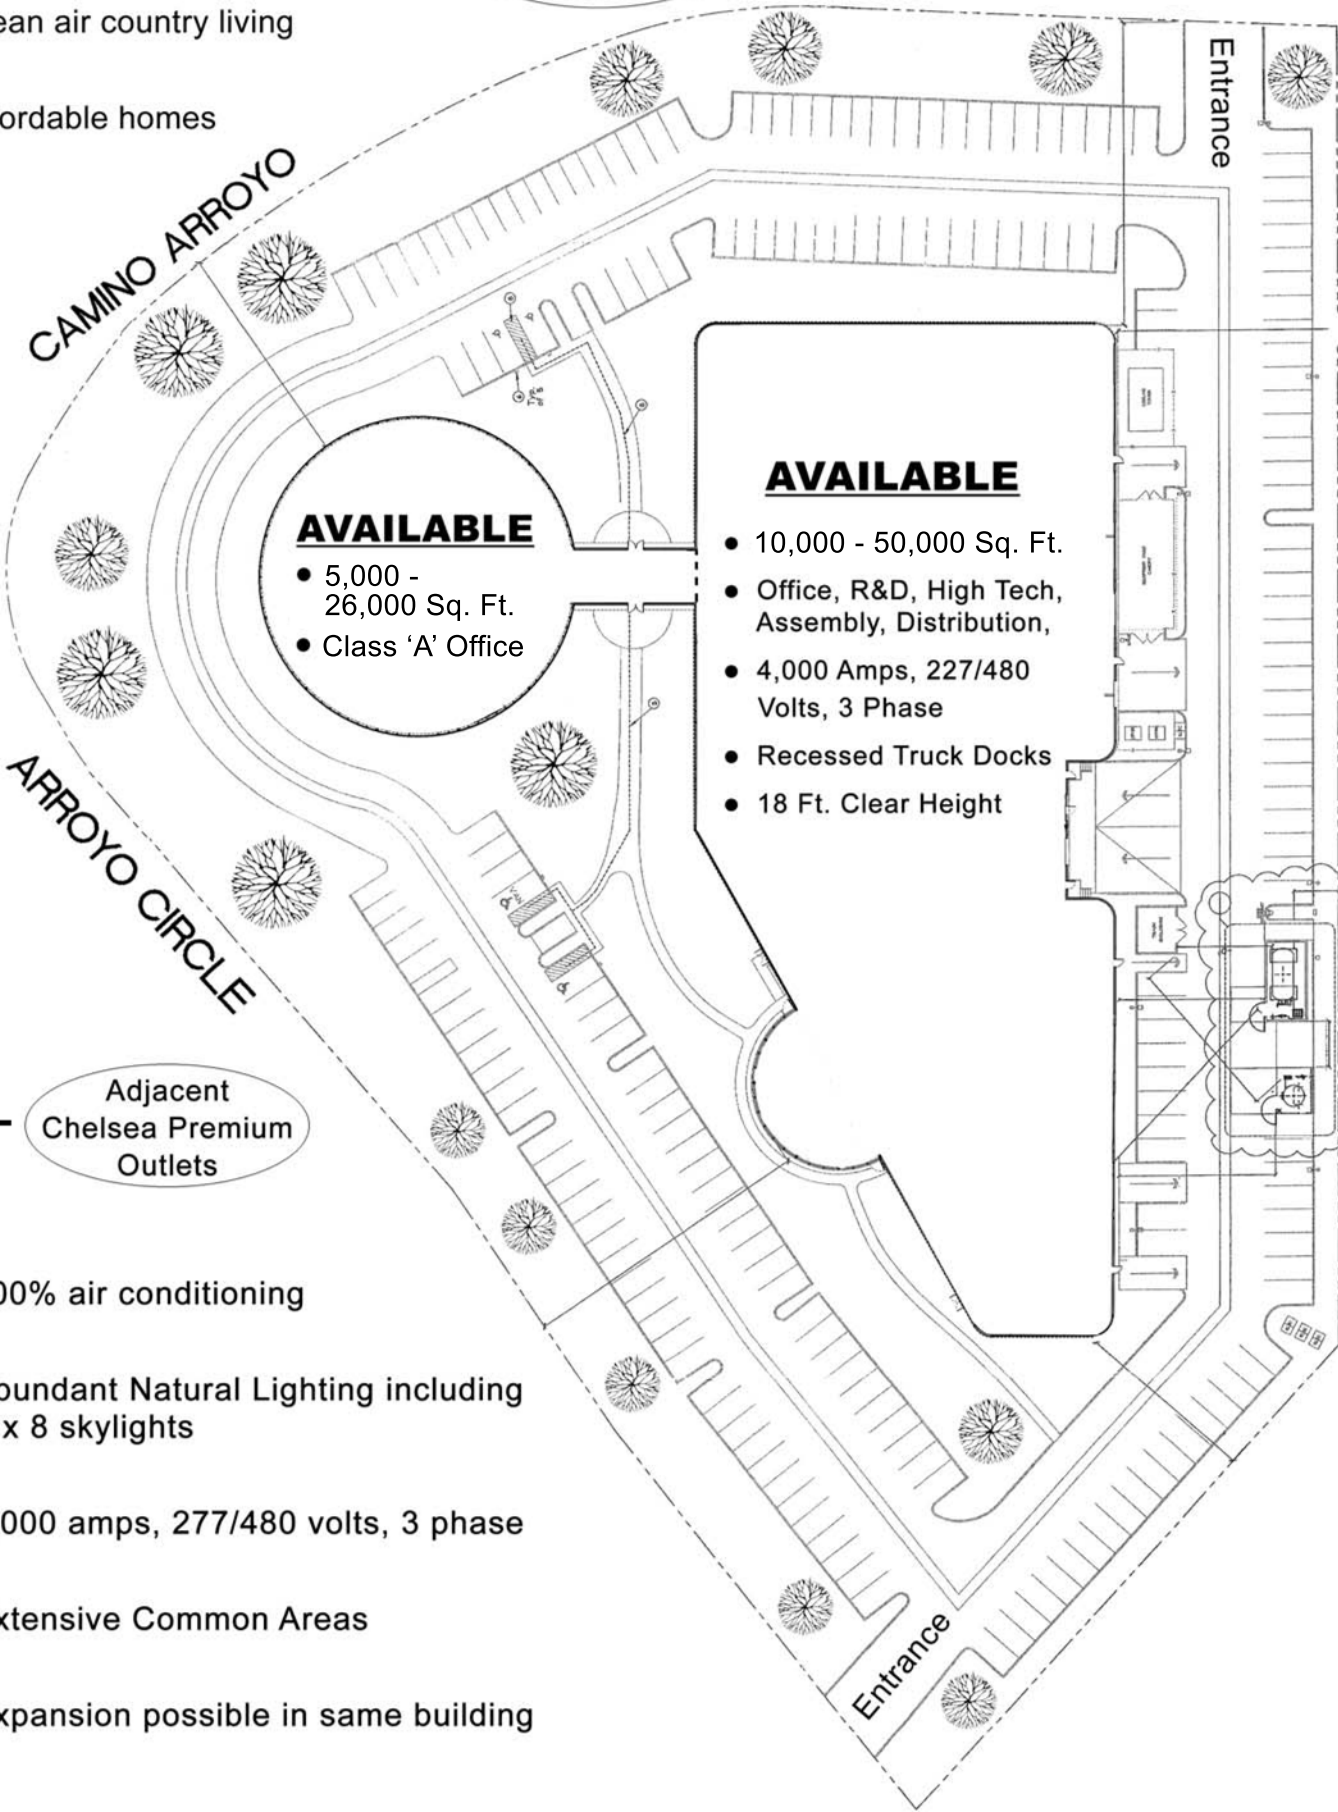 ean air country living
ordable homes
CAMINO ARROYO
Entrance
AVAILABLE
5,000 -
26,000 Sq. Ft.
Class ‘A’ Office
AVAILABLE
10,000 - 50,000 Sq. Ft.
Office, R&D, High Tech,
Assembly, Distribution,
4,000 Amps, 227/480
Volts, 3 Phase
Recessed Truck Docks
18 Ft. Clear Height
ARROYO CIRCLE
Adjacent
Chelsea Premium
Outlets
00% air conditioning
bundant Natural Lighting including
x 8 skylights
000 amps, 277/480 volts, 3 phase
xtensive Common Areas
xpansion possible in same building
Entrance